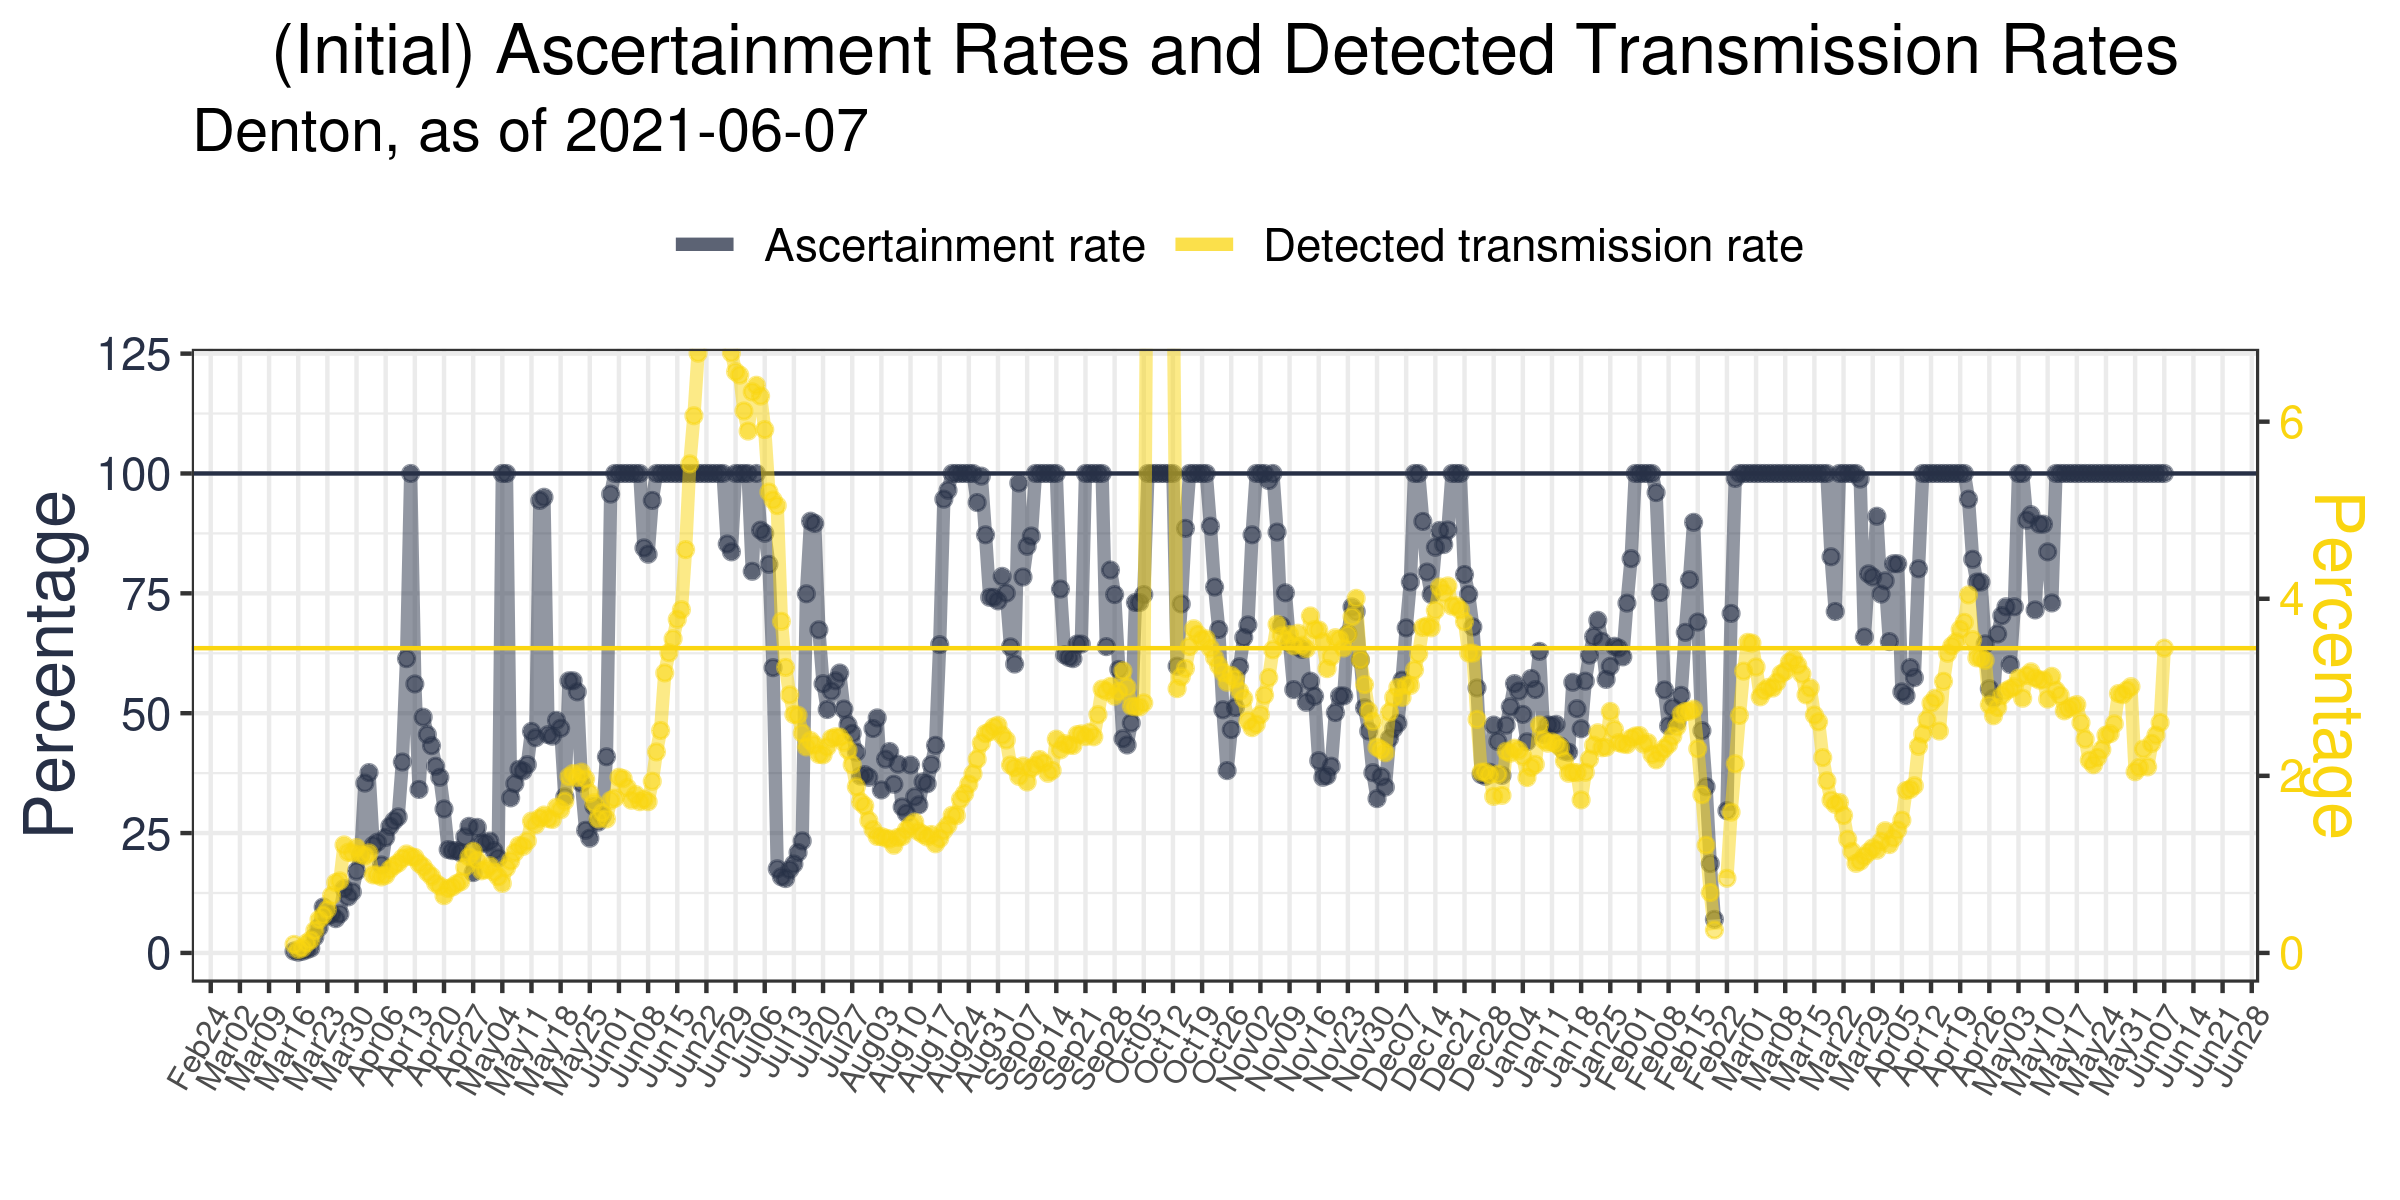 (Initial) Ascertainment Rates and Detected Transmission Rates
Denton, as of 2021-06-07
Ascertainment rate Detected transmission rate
Percentage
125
100
75
50
25
0
6
4
2
0
Percentage
Feb24 Mar02 Mar09 Mar16 Mar23 Mar30 Apr06 Apr13 Apr20 Apr27 May04 May11 May18 May25 Jun01 Jun08 Jun15 Jun22 Jun29 Jul06 Jul13 Jul20 Jul27 Aug03 Aug10 Aug17 Aug24 Aug31 Sep07 Sep14 Sep21 Sep28 Oct05 Oct12 Oct19 Oct26 Nov02 Nov09 Nov16 Nov23 Nov30 Dec07 Dec14 Dec21 Dec28 Jan04 Jan11 Jan18 Jan25 Feb01 Feb08 Feb15 Feb22 Mar01 Mar08 Mar15 Mar22 Mar29 Apr05 Apr12 Apr19 Apr26 May03 May10 May17 May24 May31 Jun07 Jun14 Jun21 Jun28